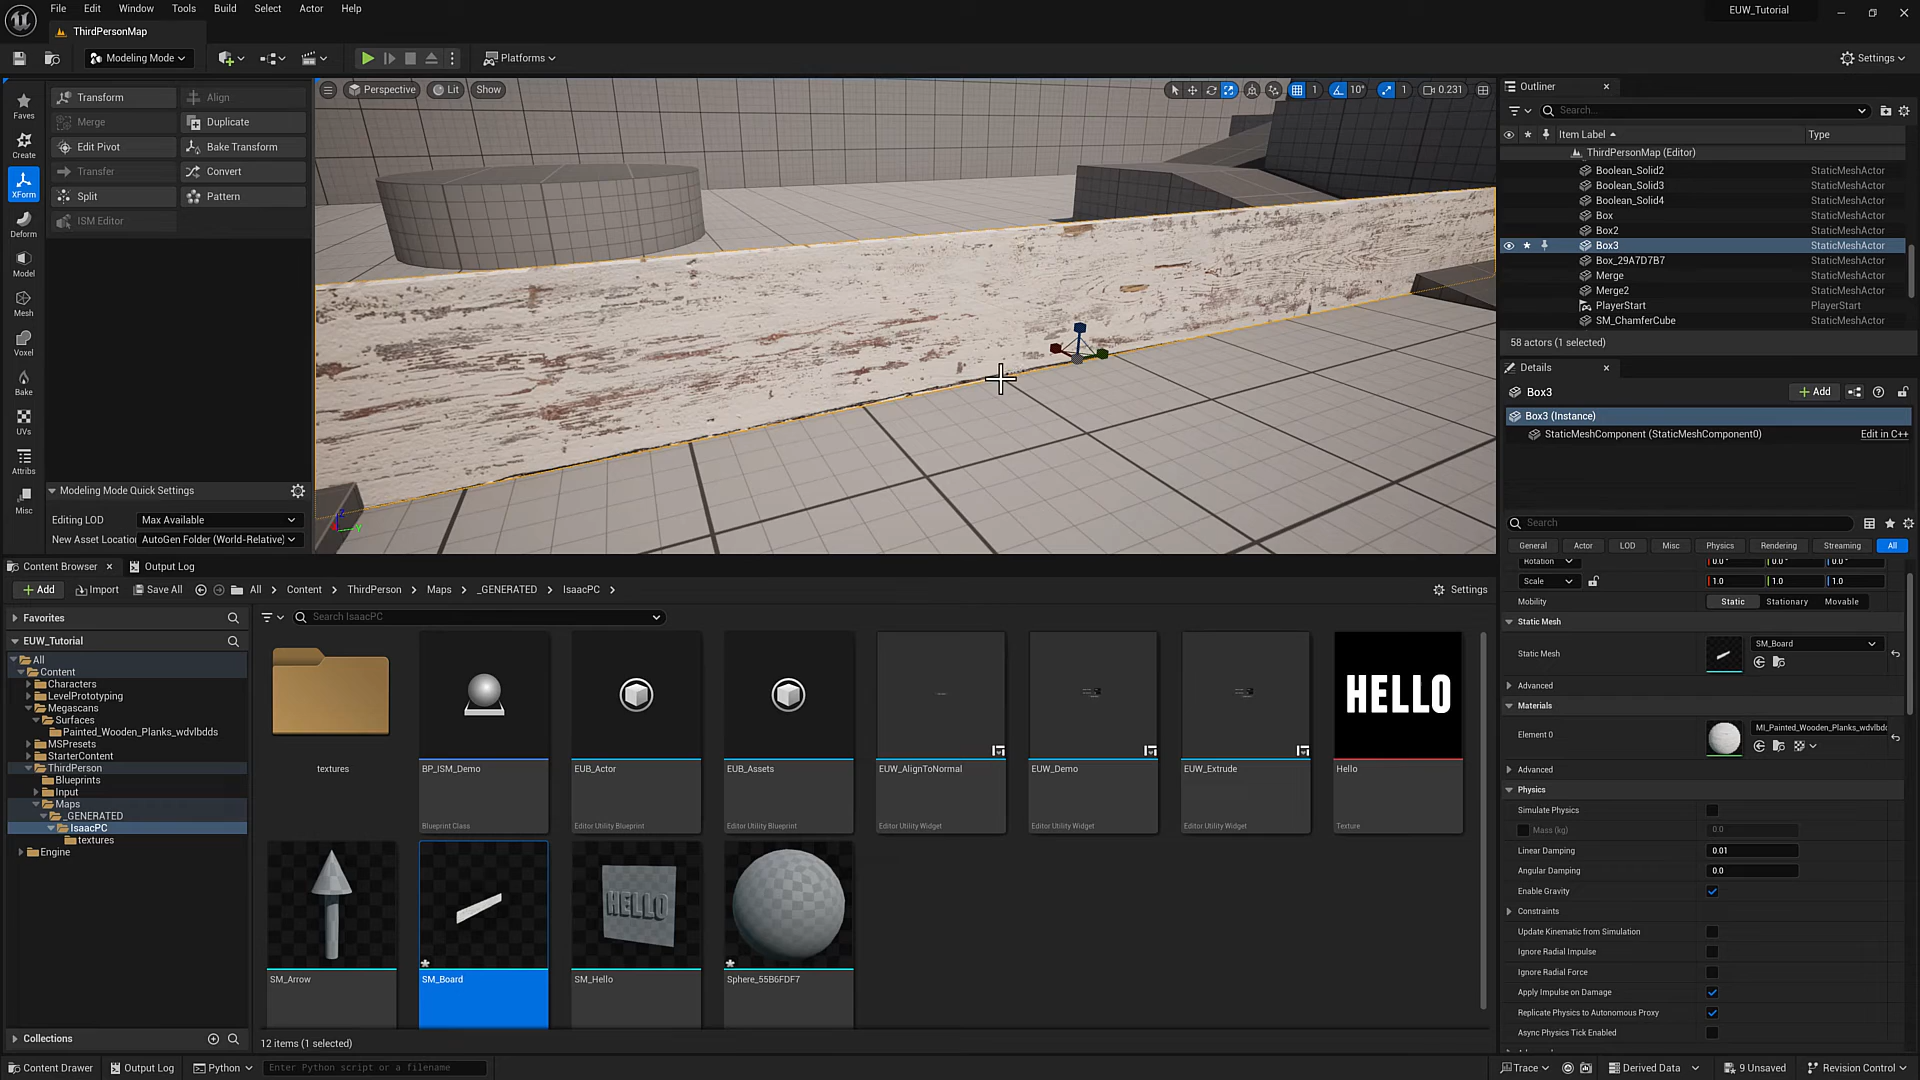 File Edit Window Tools Build Select Actor Help
EUW_Tutorial
ThirdPersonMap
Modeling Mode
Platforms
Settings
Faves
Create
XForm
Deform
Model
Mesh
Voxel
Bake
UVs
Attribs
Misc
Transform
Align
Merge
Duplicate
Edit Pivot
Bake Transform
Transfer
Convert
Split
Pattern
ISM Editor
Modeling Mode Quick Settings
Editing LOD
Max Available
New Asset Locatio
AutoGen Folder (World-Relative)
Perspective
Lit
Show
1
10°
1
0.231
Outliner
Search...
Item Label
Type
ThirdPersonMap (Editor)
Boolean_Solid2 StaticMeshActor
Boolean_Solid3 StaticMeshActor
Boolean_Solid4 StaticMeshActor
Box StaticMeshActor
Box2 StaticMeshActor
Box3 StaticMeshActor
Box_29A7D7B7 StaticMeshActor
Merge StaticMeshActor
Merge2 StaticMeshActor
PlayerStart PlayerStart
SM_ChamferCube StaticMeshActor
58 actors (1 selected)
Details
Box3
Add
Box3 (Instance)
StaticMeshComponent (StaticMeshComponent0)
Edit in C++
Search
General Actor LOD Misc Physics Rendering Streaming All
Rotation 0.0° 0.0° 0.0°
Scale 1.0 1.0 1.0
Mobility Static Stationary Movable
Static Mesh
Static Mesh
SM_Board
Advanced
Materials
Element 0
MI_Painted_Wooden_Planks_wdvlbdd
Advanced
Physics
Simulate Physics
Mass (kg) 0.0
Linear Damping 0.01
Angular Damping 0.0
Enable Gravity
Constraints
Update Kinematic from Simulation
Ignore Radial Impulse
Ignore Radial Force
Apply Impulse on Damage
Replicate Physics to Autonomous Proxy
Async Physics Tick Enabled
Content Browser
Output Log
Add
Import
Save All
All
Content
ThirdPerson
Maps
_GENERATED
IsaacPC
Settings
Favorites
EUW_Tutorial
All
Content
Characters
LevelPrototyping
Megascans
Surfaces
Painted_Wooden_Planks_wdvlbdds
MSPresets
StarterContent
ThirdPerson
Blueprints
Input
Maps
_GENERATED
IsaacPC
textures
Engine
Collections
Search IsaacPC
textures
BP_ISM_Demo
Blueprint Class
EUB_Actor
Editor Utility Blueprint
EUB_Assets
Editor Utility Blueprint
EUW_AlignToNormal
Editor Utility Widget
EUW_Demo
Editor Utility Widget
EUW_Extrude
Editor Utility Widget
HELLO
Hello
Texture
SM_Arrow
SM_Board
HELLO
SM_Hello
Sphere_55B6FDF7
12 items (1 selected)
Content Drawer
Output Log
Python
Enter Python script or a filename
Trace
Derived Data
9 Unsaved
Revision Control